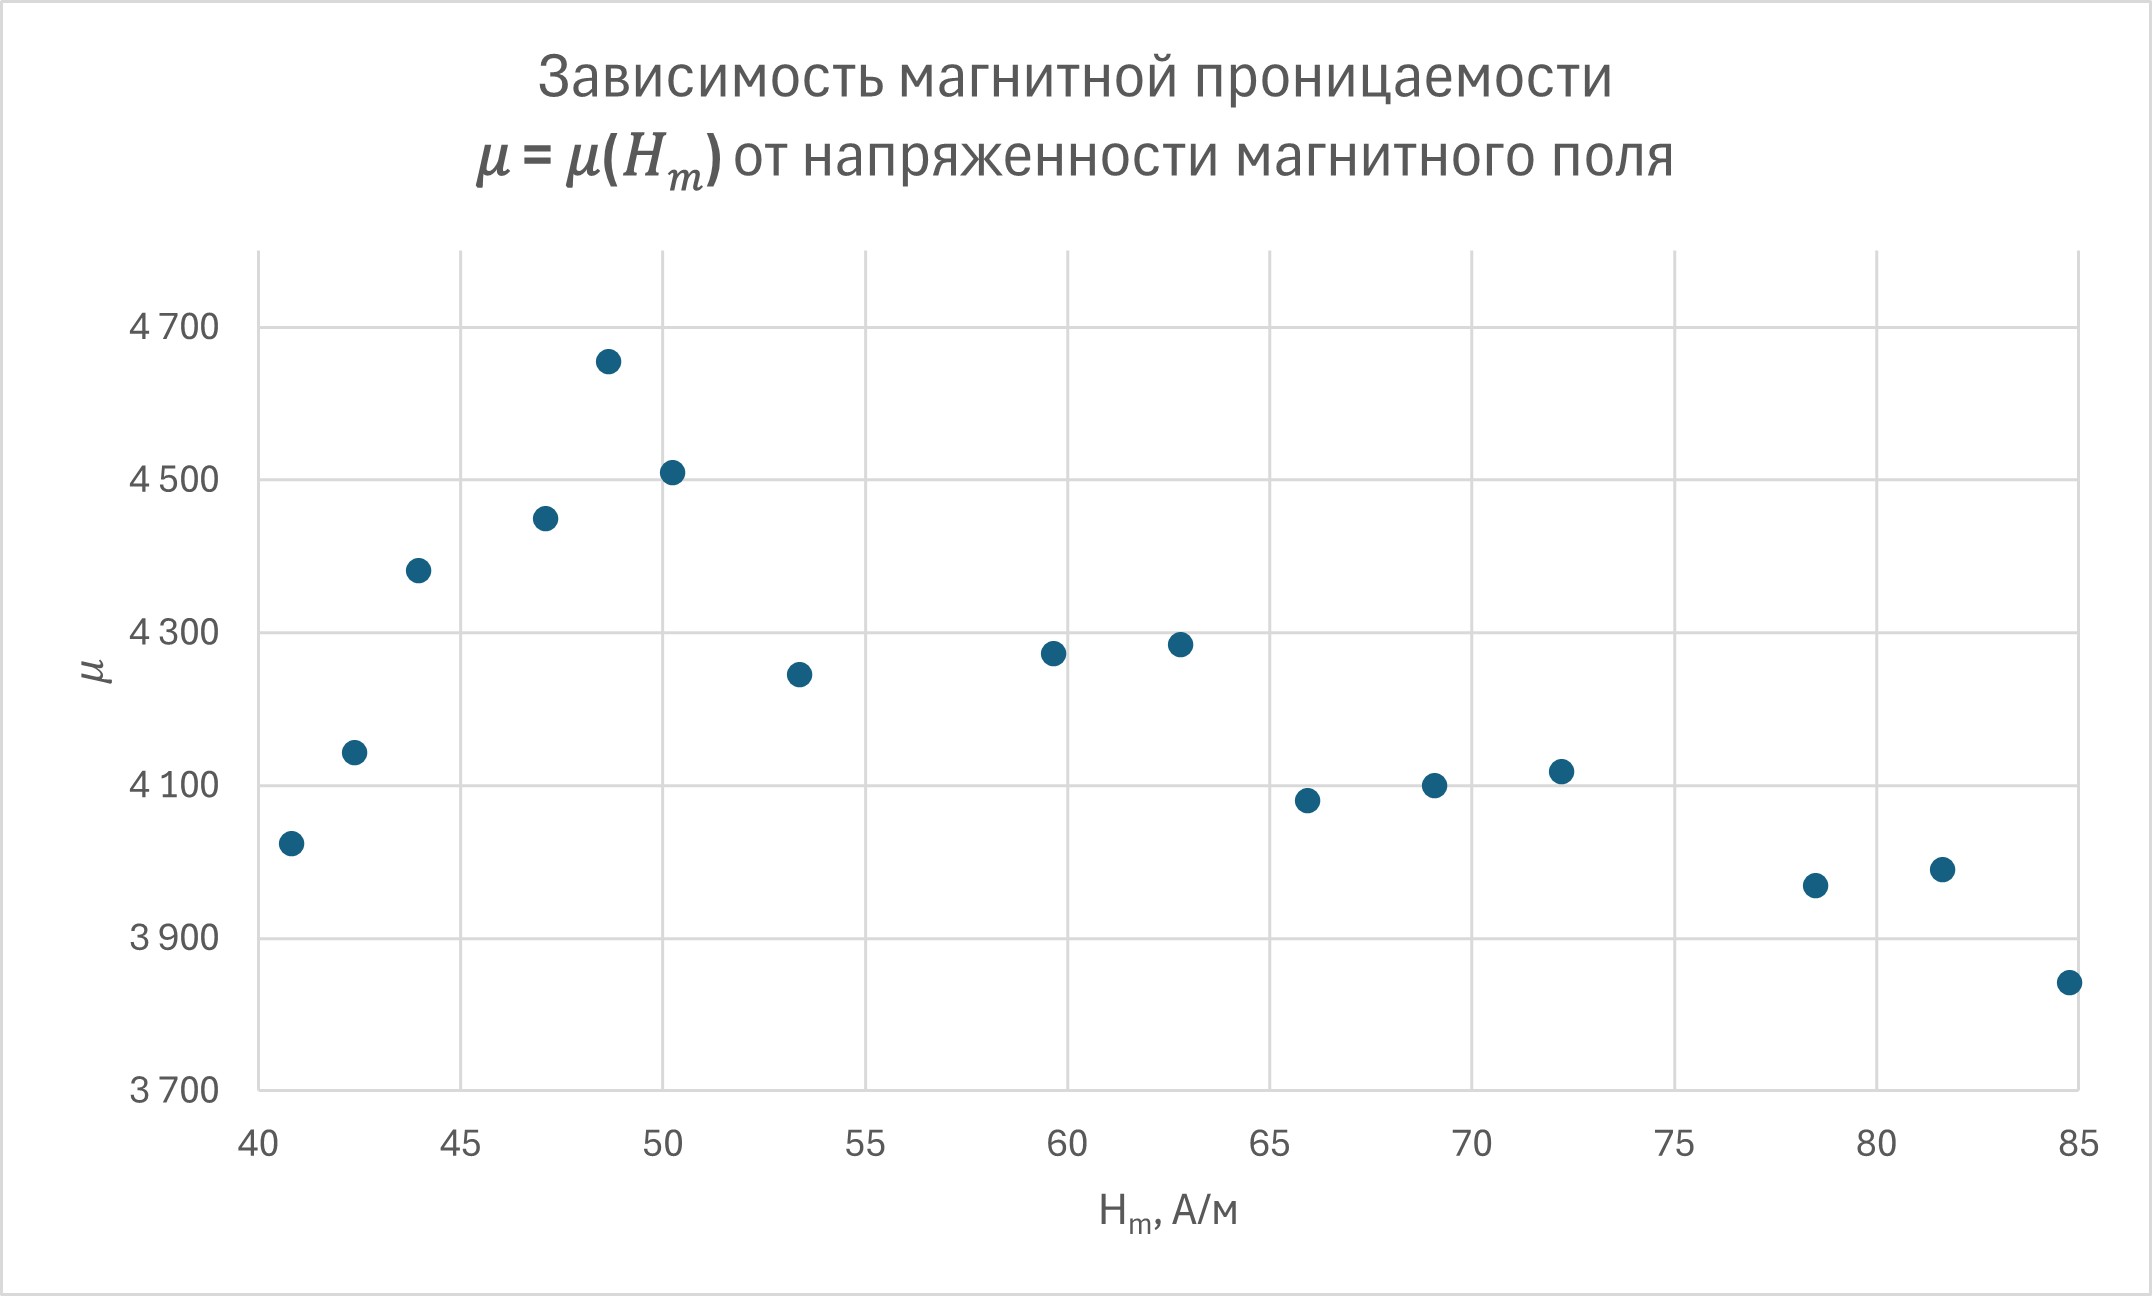 Зависимость магнитной проницаемости
μ = μ(Hₘ) от напряженности магнитного поля
4 700
4 500
4 300
4 100
3 900
3 700
μ
40 45 50 55 60 65 70 75 80 85
Hₘ, А/м